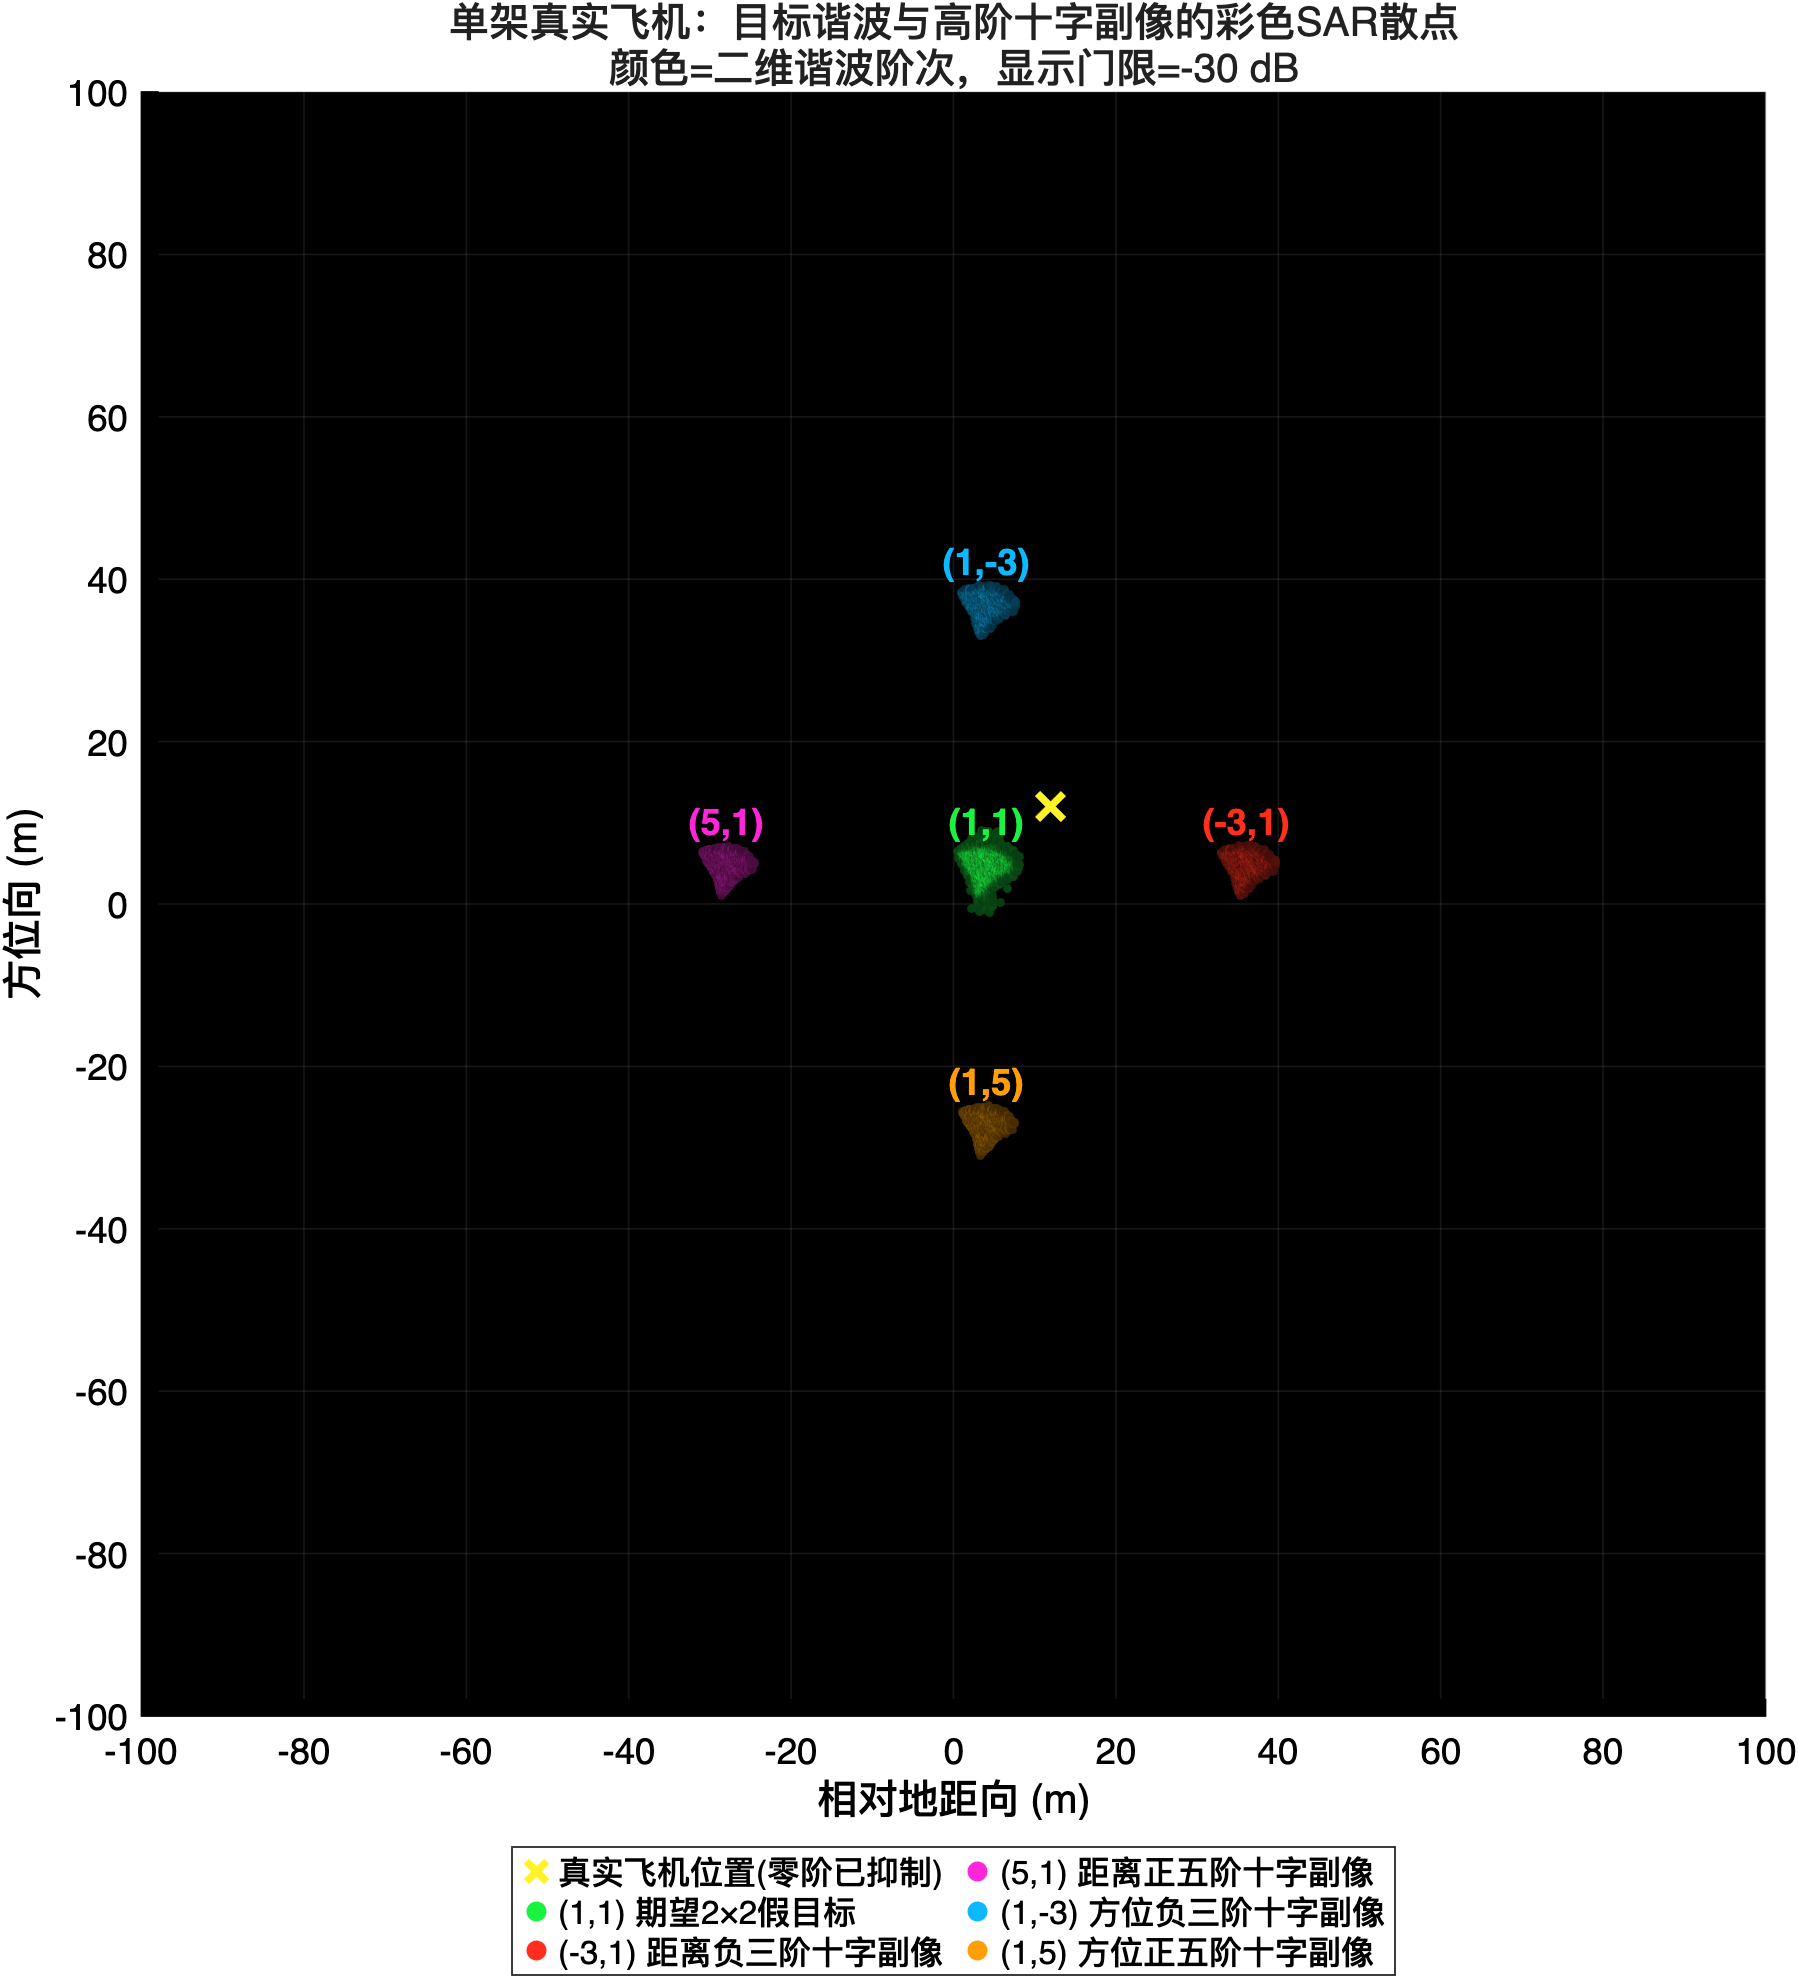 单架真实飞机：目标谐波与高阶十字副像的彩色SAR散点
颜色=二维谐波阶次，显示门限=-30 dB
100
80
60
40
20
0
-20
-40
-60
-80
-100
方位向 (m)
(1,-3)
(5,1)
(1,1)
(-3,1)
(1,5)
-100
-80
-60
-40
-20
0
20
40
60
80
100
相对地距向 (m)
真实飞机位置(零阶已抑制)
(1,1) 期望2×2假目标
(-3,1) 距离负三阶十字副像
(5,1) 距离正五阶十字副像
(1,-3) 方位负三阶十字副像
(1,5) 方位正五阶十字副像